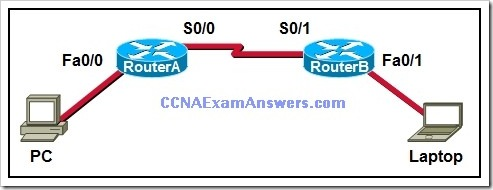 S0/0
S0/1
Fa0/0
RouterA
RouterB
Fa0/1
CCNAExamAnswers.com
PC
Laptop